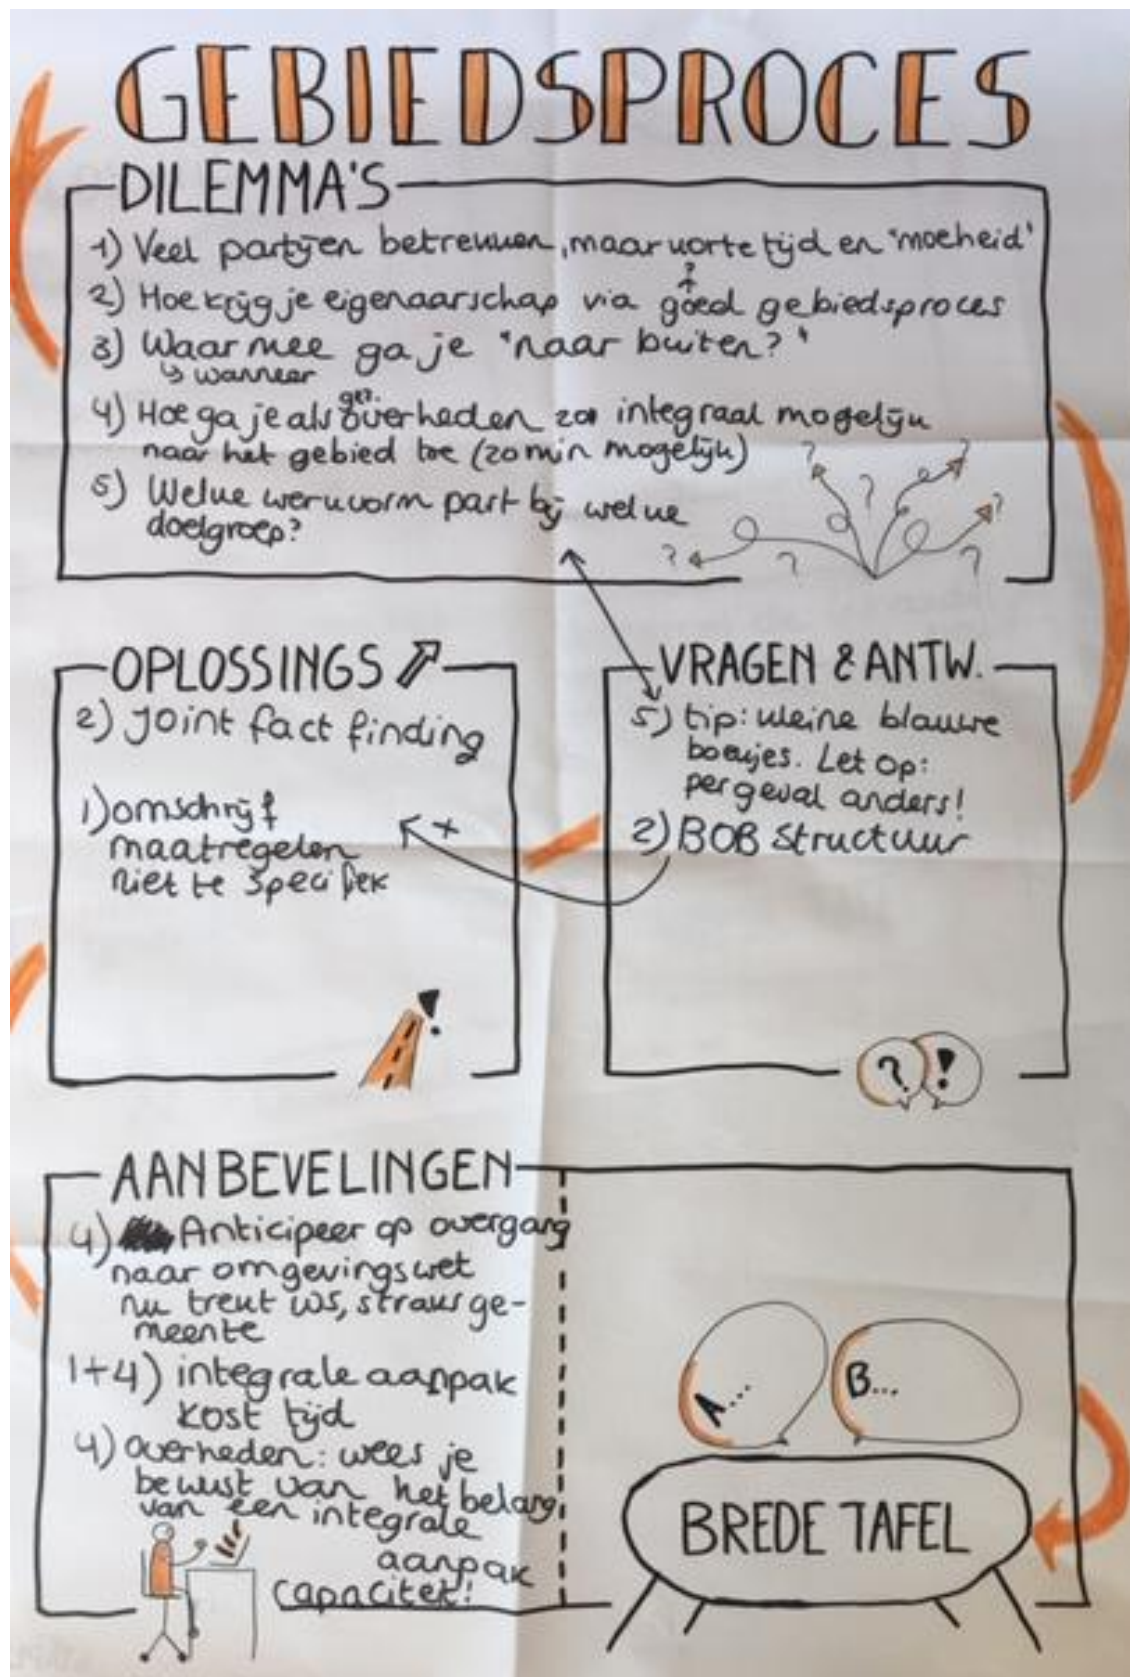 GEBIEDSPROCES
DILEMMA'S
1) Veel partijen betrekken, maar korte tijd en "moeheid"
?
2) Hoe krijg je eigenaarschap via goed gebiedsproces
3) Waar mee ga je "naar buiten?"
↳ wanneer
gez.
4) Hoe ga je als overheden zo integraal mogelijk
naar het gebied toe (zo min mogelijk)
5) Welke werkvorm past bij welke
doelgroep?
? ? ? ? ? ? ?
OPLOSSINGS
2) Joint fact finding
1) omschrijf
maatregelen
niet te specifiek
+
!
VRAGEN & ANTW.
5) tip: kleine blauwe
boekjes. Let op:
per geval anders!
2) BOB structuur
? !
AANBEVELINGEN
4) Anticipeer op overgang
naar omgevingswet
nu trekt WS, straks ge-
meente
1+4) integrale aanpak
kost tijd
4) overheden: wees je
bewust van het belang
van een integrale
aanpak
capaciteit!
A...
B...
BREDE TAFEL